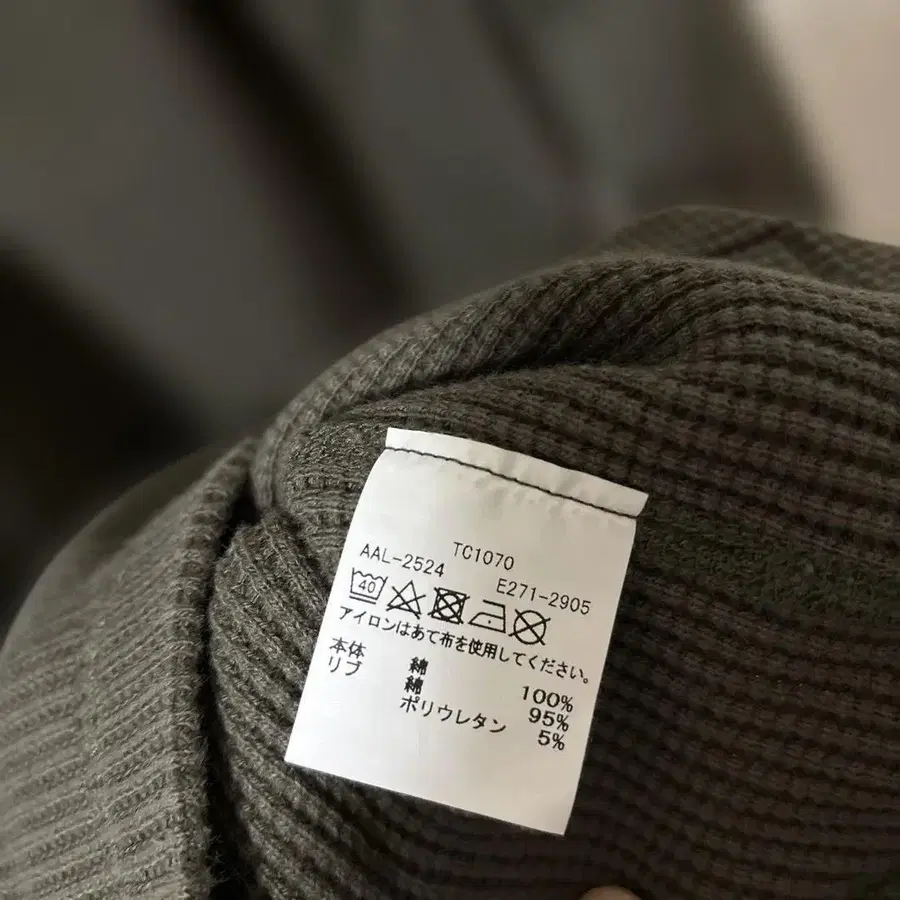 TC1070
AAL-2524 E271-2905
40
アイロンはあて布を使用してください。
本体 綿 100%
リブ 綿 95%
ポリウレタン 5%